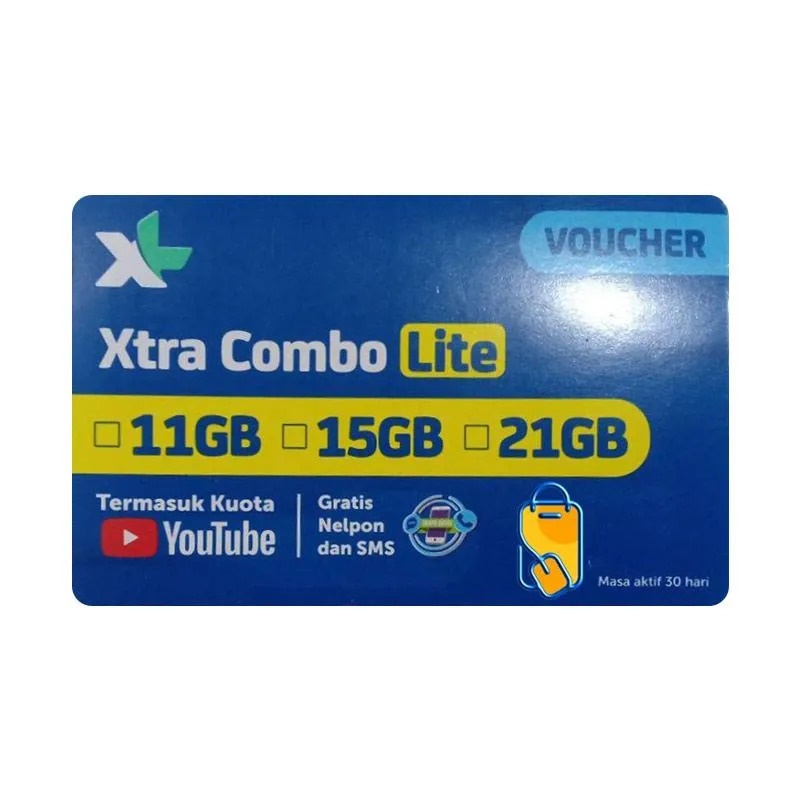 XL
VOUCHER
Xtra Combo Lite
11GB 15GB 21GB
Termasuk Kuota
YouTube
Gratis
Nelpon
dan SMS
Masa aktif 30 hari